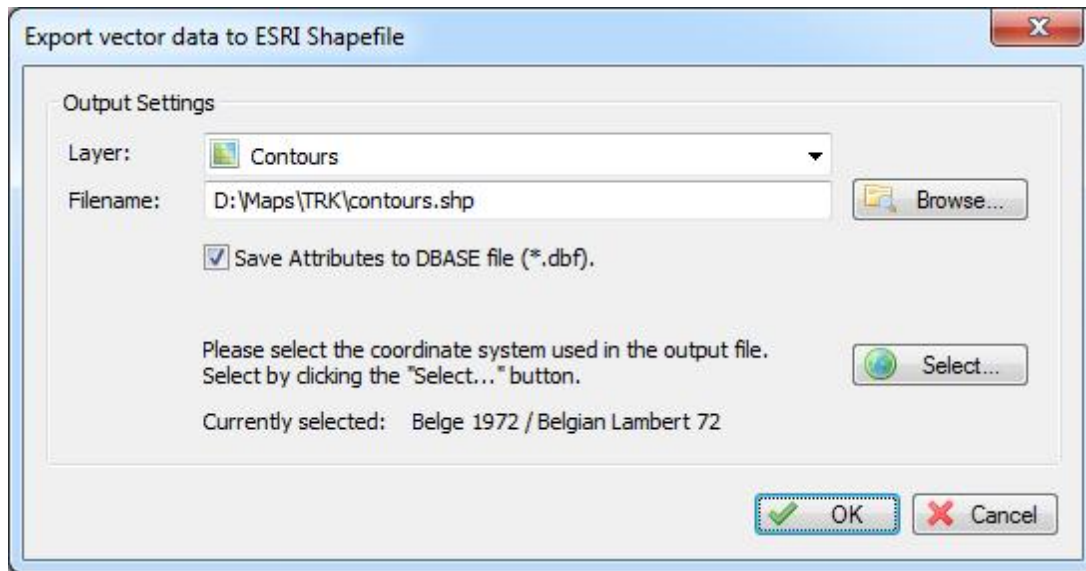 Export vector data to ESRI Shapefile
Output Settings
Layer: Contours
Filename: D:\Maps\TRK\contours.shp Browse...
Save Attributes to DBASE file (*.dbf).
Please select the coordinate system used in the output file.
Select by clicking the "Select..." button. Select...
Currently selected: Belge 1972 / Belgian Lambert 72
OK Cancel